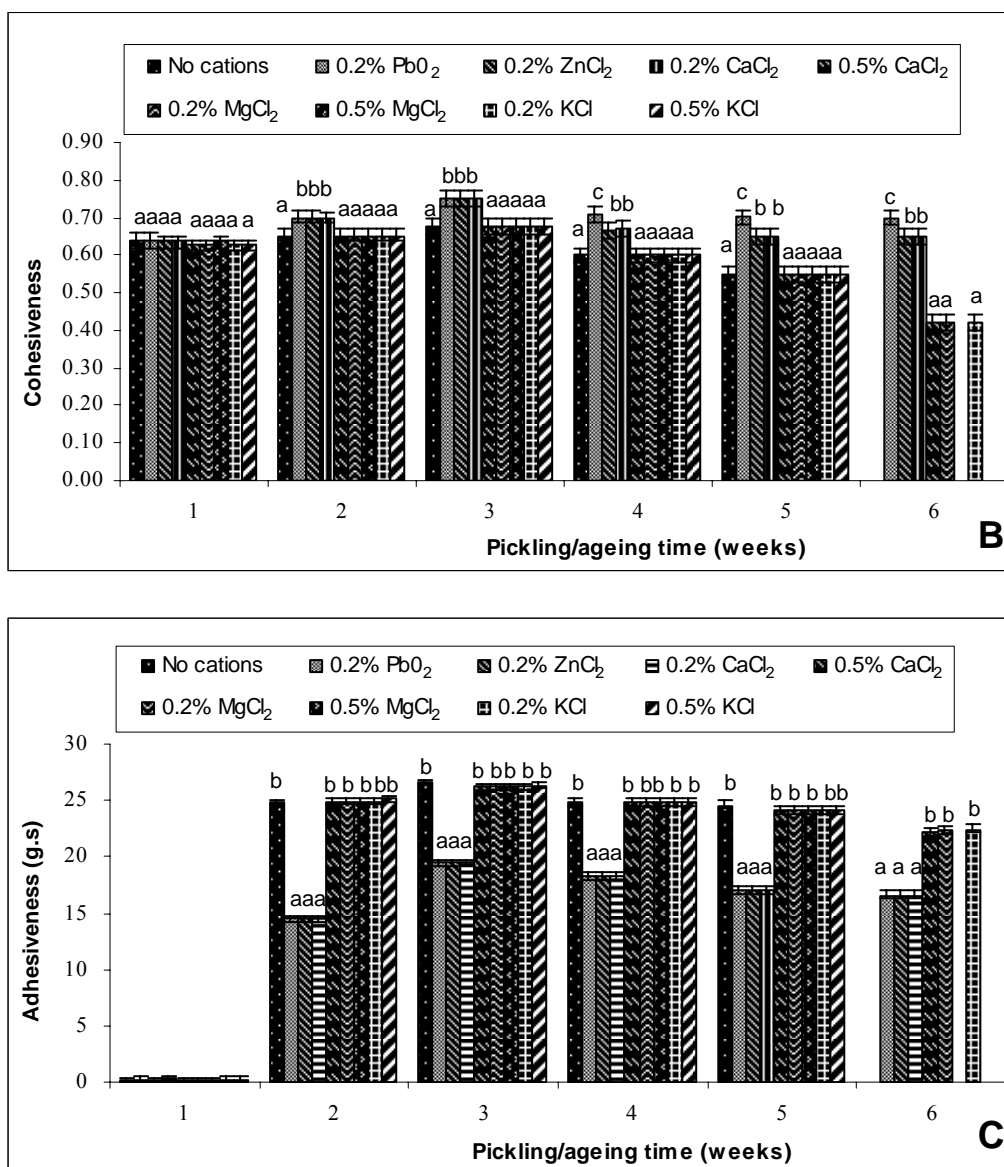 No cations 0.2% Pb0₂ 0.2% ZnCl₂ 0.2% CaCl₂ 0.5% CaCl₂
0.2% MgCl₂ 0.5% MgCl₂ 0.2% KCl 0.5% KCl
Cohesiveness
0.90
0.80
0.70
0.60
0.50
0.40
0.30
0.20
0.10
0.00
aaaa aaaa a
a bbb aaaaa
a bbb aaaaa
a c bb aaaaa
a c b b aaaaa
c bb aa a
1 2 3 4 5 6
Pickling/ageing time (weeks)
B
No cations 0.2% Pb0₂ 0.2% ZnCl₂ 0.2% CaCl₂ 0.5% CaCl₂
0.2% MgCl₂ 0.5% MgCl₂ 0.2% KCl 0.5% KCl
Adhesiveness (g.s)
30
25
20
15
10
5
0
b aaa b b b bb
b aaa b bb b b
b aaa b bb b b
b aaa b b b bb
a a a b b b
1 2 3 4 5 6
Pickling/ageing time (weeks)
C